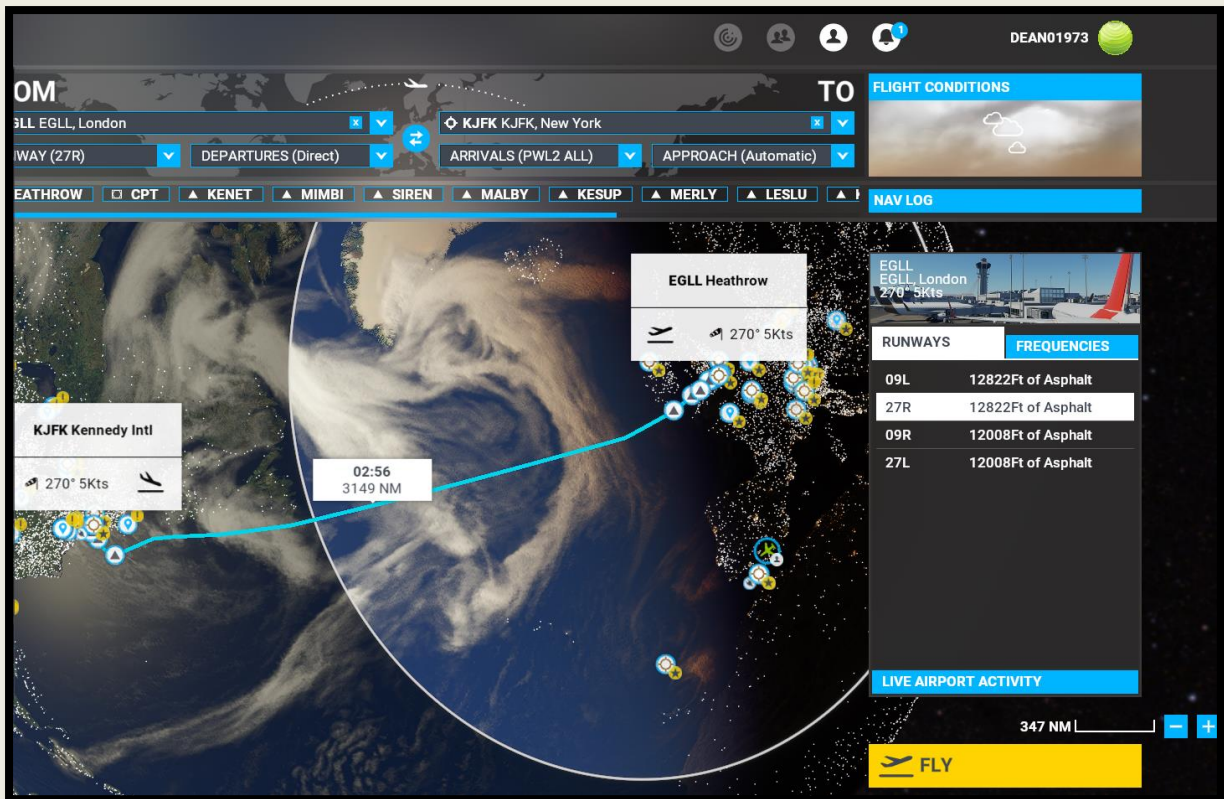 1
DEAN01973
OM
TO
GLL EGLL, London
x
KJFK KJFK, New York
x
WAY (27R)
DEPARTURES (Direct)
ARRIVALS (PWL2 ALL)
APPROACH (Automatic)
EATHROW
CPT
KENET
MIMBI
SIREN
MALBY
KESUP
MERLY
LESLU
FLIGHT CONDITIONS
NAV LOG
EGLL Heathrow
270° 5Kts
KJFK Kennedy Intl
270° 5Kts
02:56
3149 NM
EGLL
EGLL, London
270° 5Kts
RUNWAYS
FREQUENCIES
09L 12822Ft of Asphalt
27R 12822Ft of Asphalt
09R 12008Ft of Asphalt
27L 12008Ft of Asphalt
LIVE AIRPORT ACTIVITY
347 NM
FLY